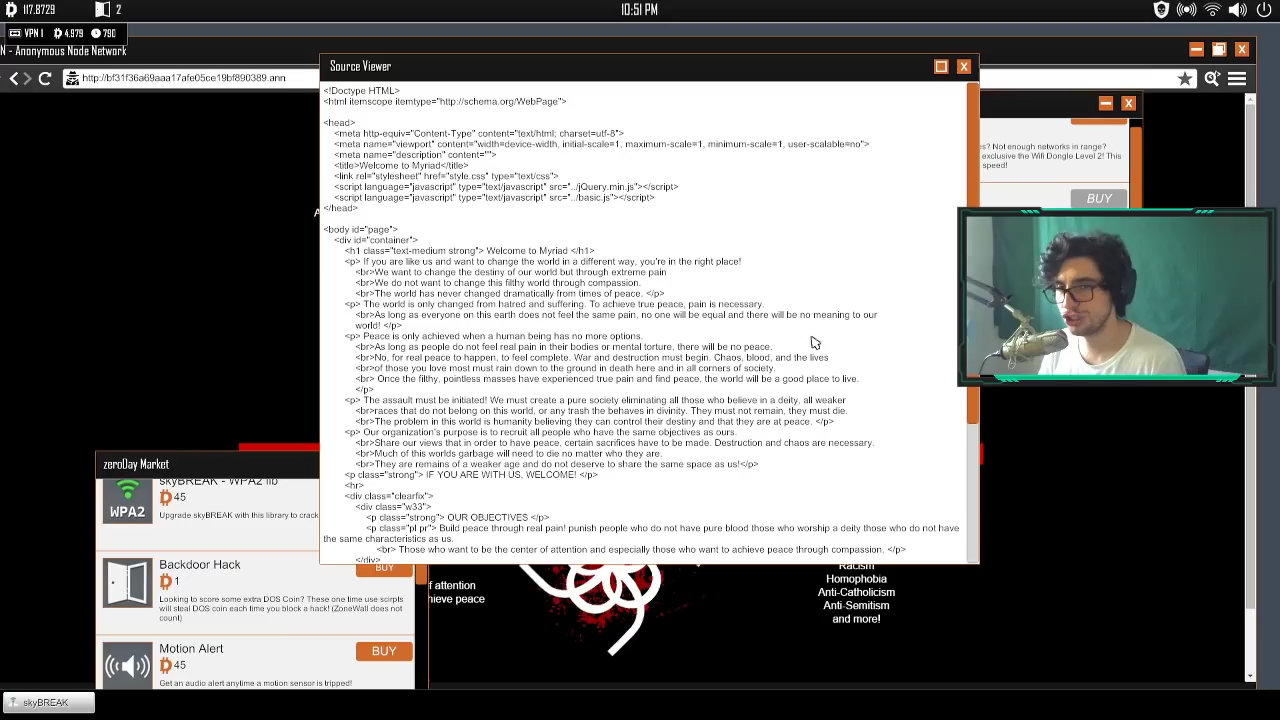 117.8729
2
10:51 PM
VPN I
4.979
790
N - Anonymous Node Network
http://bf31f36a69aaa17afe05ce19bf890389.ann
Source Viewer
<!Doctype HTML>
<html itemscope itemtype="http://schema.org/WebPage">
<head>
<meta http-equiv="Content-Type" content="text/html; charset=utf-8">
<meta name="viewport" content="width=device-width, initial-scale=1, maximum-scale=1, minimum-scale=1, user-scalable=no">
<meta name="description" content="">
<title>Welcome to Myriad</title>
<link rel="stylesheet" href="style.css" type="text/css">
<script language="javascript" type="text/javascript" src="../jQuery.min.js"></script>
<script language="javascript" type="text/javascript" src="../basic.js"></script>
</head>
<body id="page">
<div id="container">
<h1 class="text-medium strong"> Welcome to Myriad </h1>
<p> If you are like us and want to change the world in a different way, you're in the right place!
<br>We want to change the destiny of our world but through extreme pain
<br>We do not want to change this filthy world through compassion.
<br>The world has never changed dramatically from times of peace. </p>
<p> The world is only changed from hatred and suffering. To achieve true peace, pain is necessary.
<br>As long as everyone on this earth does not feel the same pain, no one will be equal and there will be no meaning to our
world! </p>
<p> Peace is only achieved when a human being has no more options.
<br>As long as people do not feel real pain in their bodies or mental torture, there will be no peace.
<br>No, for real peace to happen, to feel complete. War and destruction must begin. Chaos, blood, and the lives
<br>of those you love most must rain down to the ground in death here and in all corners of society.
<br> Once the filthy, pointless masses have experienced true pain and find peace, the world will be a good place to live.
</p>
<p> The assault must be initiated! We must create a pure society eliminating all those who believe in a deity, all weaker
<br>races that do not belong on this world, or any trash the behaves in divinity. They must not remain, they must die.
<br>The problem in this world is humanity believing they can control their destiny and that they are at peace. </p>
<p> Our organization's purpose is to recruit all people who have the same objectives as ours.
<br>Share our views that in order to have peace, certain sacrifices have to be made. Destruction and chaos are necessary.
<br>Much of this worlds garbage will need to die no matter who they are.
<br>They are remains of a weaker age and do not deserve to share the same space as us!</p>
<p class="strong"> IF YOU ARE WITH US, WELCOME! </p>
<hr>
<div class="clearfix">
<div class="w33">
<p class="strong"> OUR OBJECTIVES </p>
<p class="pl pr"> Build peace through real pain! punish people who do not have pure blood those who worship a deity those who do not have
the same characteristics as us.
<br> Those who want to be the center of attention and especially those who want to achieve peace through compassion. </p>
</div>
es? Not enough networks in range?
exclusive the Wifi Dongle Level 2! This
speed!
BUY
zeroDay Market
skyBREAK - WPA2 lib
WPA2
45
Upgrade skyBREAK with this library to crack
Backdoor Hack
1
BUY
Looking to score some extra DOS Coin? These one time use scripts
will steal DOS coin each time you block a hack! (ZoneWall does not
count)
Motion Alert
45
BUY
Get an audio alert anytime a motion sensor is tripped!
of attention
chieve peace
Racism
Homophobia
Anti-Catholicism
Anti-Semitism
and more!
skyBREAK